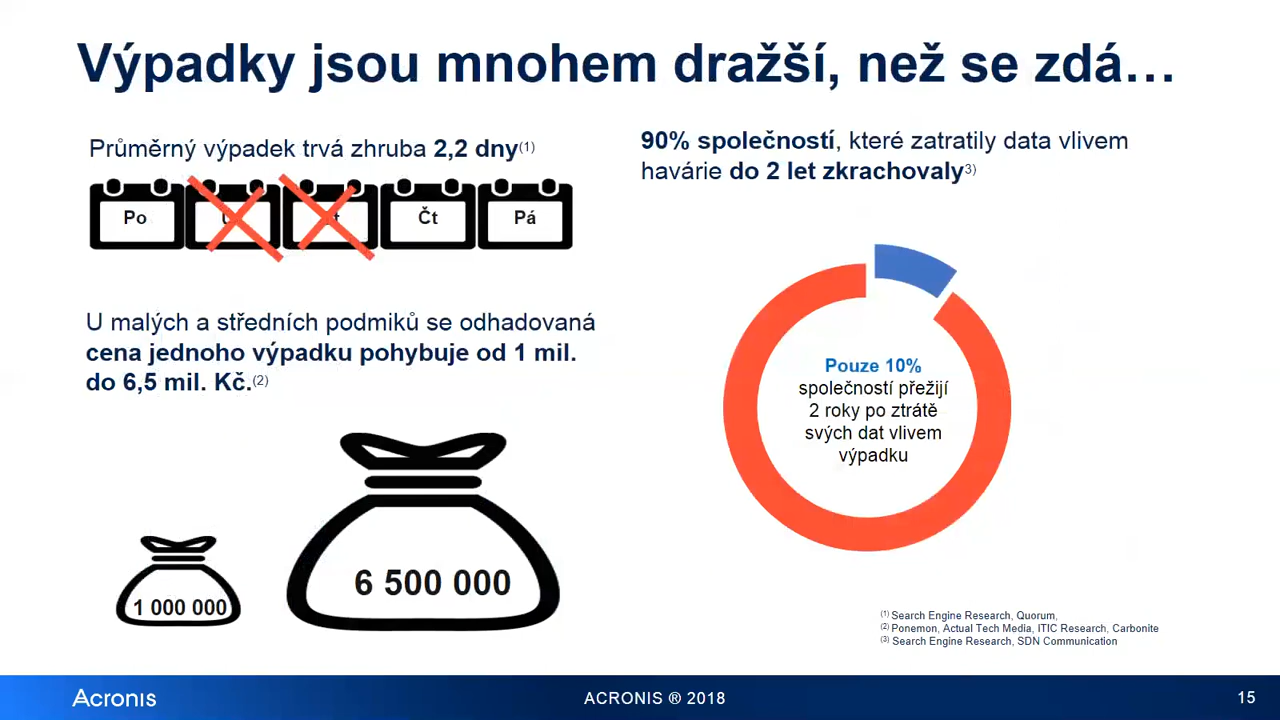 Výpadky jsou mnohem dražší, než se zdá…
Průměrný výpadek trvá zhruba 2,2 dny(1)
Po
Čt
Pá
U malých a středních podmiků se odhadovaná
cena jednoho výpadku pohybuje od 1 mil.
do 6,5 mil. Kč.(2)
1 000 000
6 500 000
90% společností, které zatratily data vlivem
havárie do 2 let zkrachovaly3)
Pouze 10%
společností přežijí
2 roky po ztrátě
svých dat vlivem
výpadku
(1) Search Engine Research, Quorum,
(2) Ponemon, Actual Tech Media, ITIC Research, Carbonite
(3) Search Engine Research, SDN Communication
Acronis
ACRONIS ® 2018
15